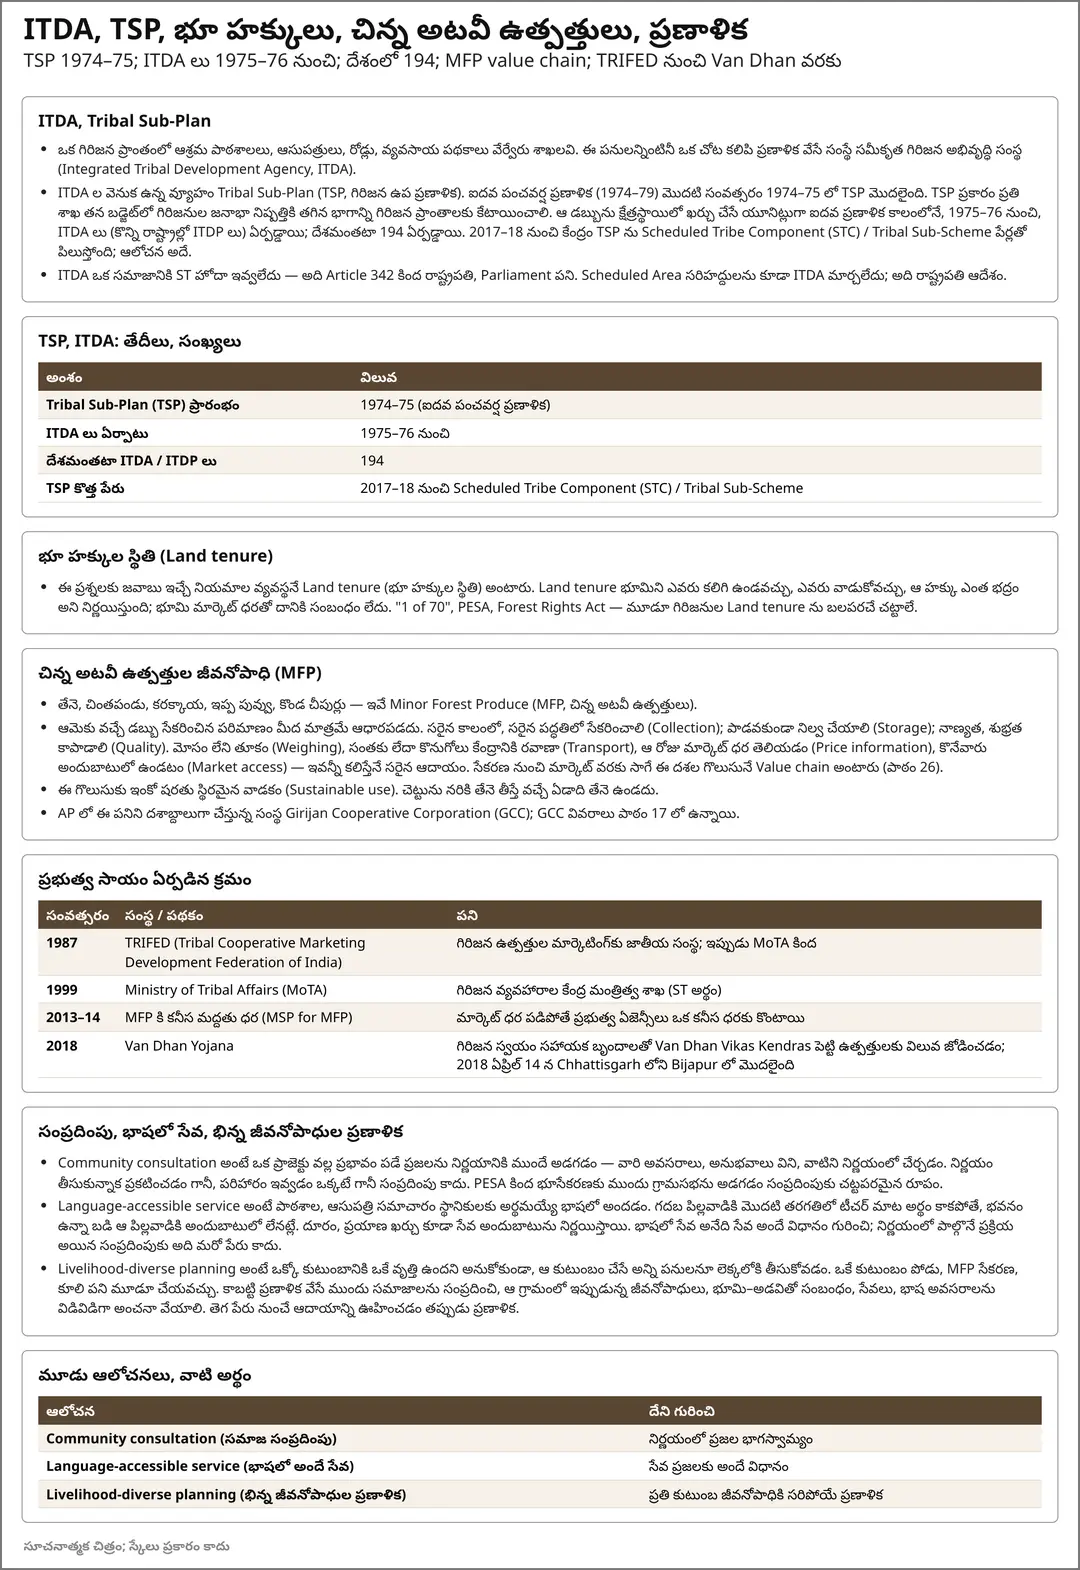 ITDA, TSP, భూ హక్కులు, చిన్న అటవీ ఉత్పత్తులు, ప్రణాళిక
TSP 1974–75; ITDA లు 1975–76 నుంచి; దేశంలో 194; MFP value chain; TRIFED నుంచి Van Dhan వరకు
ITDA, Tribal Sub-Plan
• ఒక గిరిజన ప్రాంతంలో ఆశ్రమ పాఠశాలలు, ఆసుపత్రులు, రోడ్లు, వ్యవసాయ పథకాలు వేర్వేరు శాఖలవి. ఈ పనులన్నింటినీ ఒక చోట కలిపి ప్రణాళిక వేసే సంస్థే సమీకృత గిరిజన అభివృద్ధి సంస్థ
(Integrated Tribal Development Agency, ITDA).
• ITDA ల వెనుక ఉన్న వ్యూహం Tribal Sub-Plan (TSP, గిరిజన ఉప ప్రణాళిక). ఐదవ పంచవర్ష ప్రణాళిక (1974–79) మొదటి సంవత్సరం 1974–75 లో TSP మొదలైంది. TSP ప్రకారం ప్రతి
శాఖ తన బడ్జెట్‌లో గిరిజనుల జనాభా నిష్పత్తికి తగిన భాగాన్ని గిరిజన ప్రాంతాలకు కేటాయించాలి. ఆ డబ్బును క్షేత్రస్థాయిలో ఖర్చు చేసే యూనిట్లుగా ఐదవ ప్రణాళిక కాలంలోనే, 1975–76 నుంచి,
ITDA లు (కొన్ని రాష్ట్రాల్లో ITDP లు) ఏర్పడ్డాయి; దేశమంతటా 194 ఏర్పడ్డాయి. 2017–18 నుంచి కేంద్రం TSP ను Scheduled Tribe Component (STC) / Tribal Sub-Scheme పేర్లతో
పిలుస్తోంది; ఆలోచన అదే.
• ITDA ఒక సమాజానికి ST హోదా ఇవ్వలేదు — అది Article 342 కింద రాష్ట్రపతి, Parliament పని. Scheduled Area సరిహద్దులను కూడా ITDA మార్చలేదు; అది రాష్ట్రపతి ఆదేశం.
TSP, ITDA: తేదీలు, సంఖ్యలు
అంశం విలువ
Tribal Sub-Plan (TSP) ప్రారంభం 1974–75 (ఐదవ పంచవర్ష ప్రణాళిక)
ITDA లు ఏర్పాటు 1975–76 నుంచి
దేశమంతటా ITDA / ITDP లు 194
TSP కొత్త పేరు 2017–18 నుంచి Scheduled Tribe Component (STC) / Tribal Sub-Scheme
భూ హక్కుల స్థితి (Land tenure)
• ఈ ప్రశ్నలకు జవాబు ఇచ్చే నియమాల వ్యవస్థనే Land tenure (భూ హక్కుల స్థితి) అంటారు. Land tenure భూమిని ఎవరు కలిగి ఉండవచ్చు, ఎవరు వాడుకోవచ్చు, ఆ హక్కు ఎంత భద్రం
అని నిర్ణయిస్తుంది; భూమి మార్కెట్ ధరతో దానికి సంబంధం లేదు. "1 of 70", PESA, Forest Rights Act — మూడూ గిరిజనుల Land tenure ను బలపరచే చట్టాలే.
చిన్న అటవీ ఉత్పత్తుల జీవనోపాధి (MFP)
• తేనె, చింతపండు, కరక్కాయ, ఇప్ప పువ్వు, కొండ చీపుర్లు — ఇవే Minor Forest Produce (MFP, చిన్న అటవీ ఉత్పత్తులు).
• ఆమెకు వచ్చే డబ్బు సేకరించిన పరిమాణం మీద మాత్రమే ఆధారపడదు. సరైన కాలంలో, సరైన పద్ధతిలో సేకరించాలి (Collection); పాడవకుండా నిల్వ చేయాలి (Storage); నాణ్యత, శుభ్రత
కాపాడాలి (Quality). మోసం లేని తూకం (Weighing), సంతకు లేదా కొనుగోలు కేంద్రానికి రవాణా (Transport), ఆ రోజు మార్కెట్ ధర తెలియడం (Price information), కొనేవారు
అందుబాటులో ఉండటం (Market access) — ఇవన్నీ కలిస్తేనే సరైన ఆదాయం. సేకరణ నుంచి మార్కెట్ వరకు సాగే ఈ దశల గొలుసునే Value chain అంటారు (పాఠం 26).
• ఈ గొలుసుకు ఇంకో షరతు స్థిరమైన వాడకం (Sustainable use). చెట్టును నరికి తేనె తీస్తే వచ్చే ఏడాది తేనె ఉండదు.
• AP లో ఈ పనిని దశాబ్దాలుగా చేస్తున్న సంస్థ Girijan Cooperative Corporation (GCC); GCC వివరాలు పాఠం 17 లో ఉన్నాయి.
ప్రభుత్వ సాయం ఏర్పడిన క్రమం
సంవత్సరం సంస్థ / పథకం పని
1987 TRIFED (Tribal Cooperative Marketing Development Federation of India) గిరిజన ఉత్పత్తుల మార్కెటింగ్‌కు జాతీయ సంస్థ; ఇప్పుడు MoTA కింద
1999 Ministry of Tribal Affairs (MoTA) గిరిజన వ్యవహారాల కేంద్ర మంత్రిత్వ శాఖ (ST అర్థం)
2013–14 MFP కి కనీస మద్దతు ధర (MSP for MFP) మార్కెట్ ధర పడిపోతే ప్రభుత్వ ఏజెన్సీలు ఒక కనీస ధరకు కొంటాయి
2018 Van Dhan Yojana గిరిజన స్వయం సహాయక బృందాలతో Van Dhan Vikas Kendras పెట్టి ఉత్పత్తులకు విలువ జోడించడం;
2018 ఏప్రిల్ 14 న Chhattisgarh లోని Bijapur లో మొదలైంది
సంప్రదింపు, భాషలో సేవ, భిన్న జీవనోపాధుల ప్రణాళిక
• Community consultation అంటే ఒక ప్రాజెక్టు వల్ల ప్రభావం పడే ప్రజలను నిర్ణయానికి ముందే అడగడం — వారి అవసరాలు, అనుభవాలు విని, వాటిని నిర్ణయంలో చేర్చడం. నిర్ణయం
తీసుకున్నాక ప్రకటించడం గానీ, పరిహారం ఇవ్వడం ఒక్కటే గానీ సంప్రదింపు కాదు. PESA కింద భూసేకరణకు ముందు గ్రామసభను అడగడం సంప్రదింపుకు చట్టపరమైన రూపం.
• Language-accessible service అంటే పాఠశాల, ఆసుపత్రి సమాచారం స్థానికులకు అర్థమయ్యే భాషలో అందడం. గదబ పిల్లవాడికి మొదటి తరగతిలో టీచర్ మాట అర్థం కాకపోతే, భవనం
ఉన్నా బడి ఆ పిల్లవాడికి అందుబాటులో లేనట్లే. దూరం, ప్రయాణ ఖర్చు కూడా సేవ అందుబాటును నిర్ణయిస్తాయి. భాషలో సేవ అనేది సేవ అందే విధానం గురించి; నిర్ణయంలో పాల్గొనే ప్రక్రియ
అయిన సంప్రదింపుకు అది మరో పేరు కాదు.
• Livelihood-diverse planning అంటే ఒక్కో కుటుంబానికి ఒకే వృత్తి ఉందని అనుకోకుండా, ఆ కుటుంబం చేసే అన్ని పనులనూ లెక్కలోకి తీసుకోవడం. ఒకే కుటుంబం పోడు, MFP సేకరణ,
కూలి పని మూడూ చేయవచ్చు. కాబట్టి ప్రణాళిక వేసే ముందు సమాజాలను సంప్రదించి, ఆ గ్రామంలో ఇప్పుడున్న జీవనోపాధులు, భూమి–అడవితో సంబంధం, సేవలు, భాష అవసరాలను
విడివిడిగా అంచనా వేయాలి. తెగ పేరు నుంచే ఆదాయాన్ని ఊహించడం తప్పుడు ప్రణాళిక.
మూడు ఆలోచనలు, వాటి అర్థం
ఆలోచన దేని గురించి
Community consultation (సమాజ సంప్రదింపు) నిర్ణయంలో ప్రజల భాగస్వామ్యం
Language-accessible service (భాషలో అందే సేవ) సేవ ప్రజలకు అందే విధానం
Livelihood-diverse planning (భిన్న జీవనోపాధుల ప్రణాళిక) ప్రతి కుటుంబ జీవనోపాధికి సరిపోయే ప్రణాళిక
సూచనాత్మక చిత్రం; స్కేలు ప్రకారం కాదు